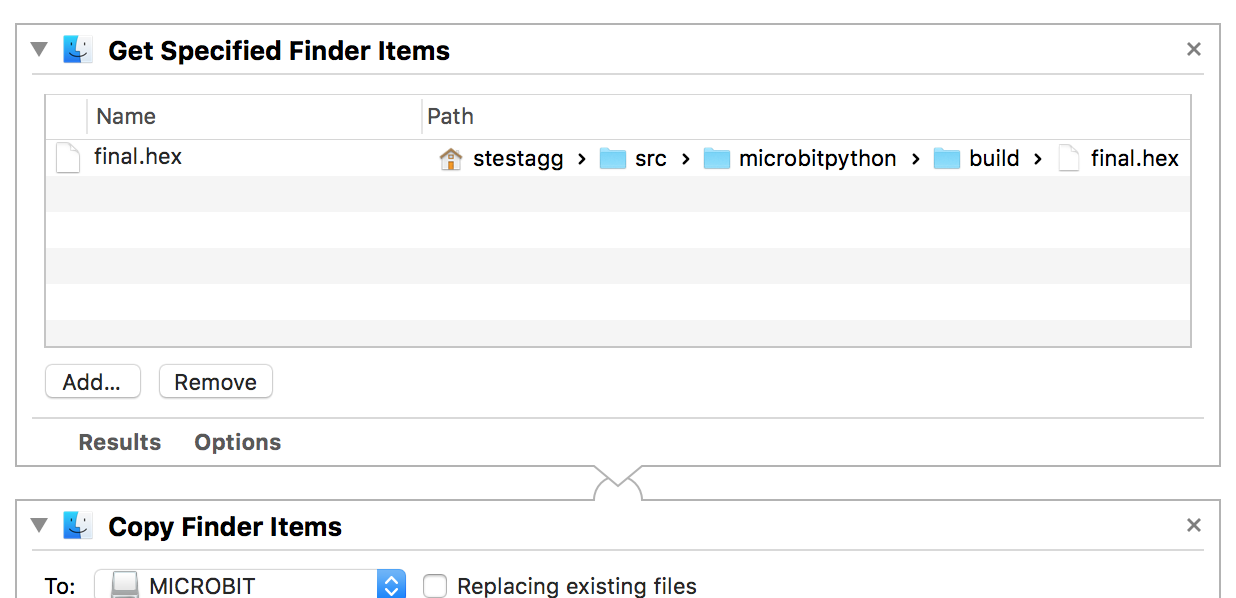 Get Specified Finder Items
Name Path
final.hex stestagg › src › microbitpython › build › final.hex
Add... Remove
Results Options
Copy Finder Items
To: MICROBIT Replacing existing files